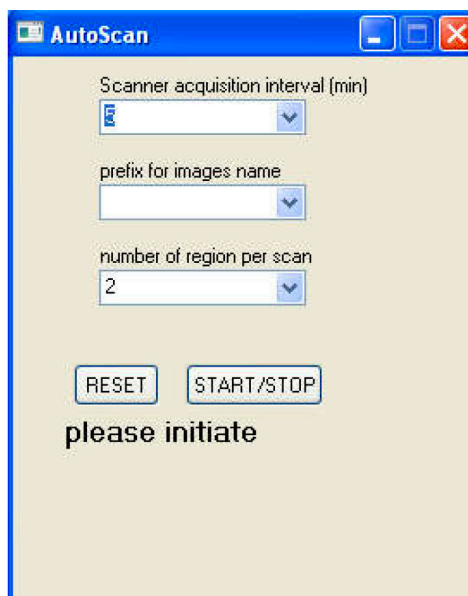 AutoScan
Scanner acquisition interval (min)
prefix for images name
number of region per scan
2
RESET START/STOP
please initiate